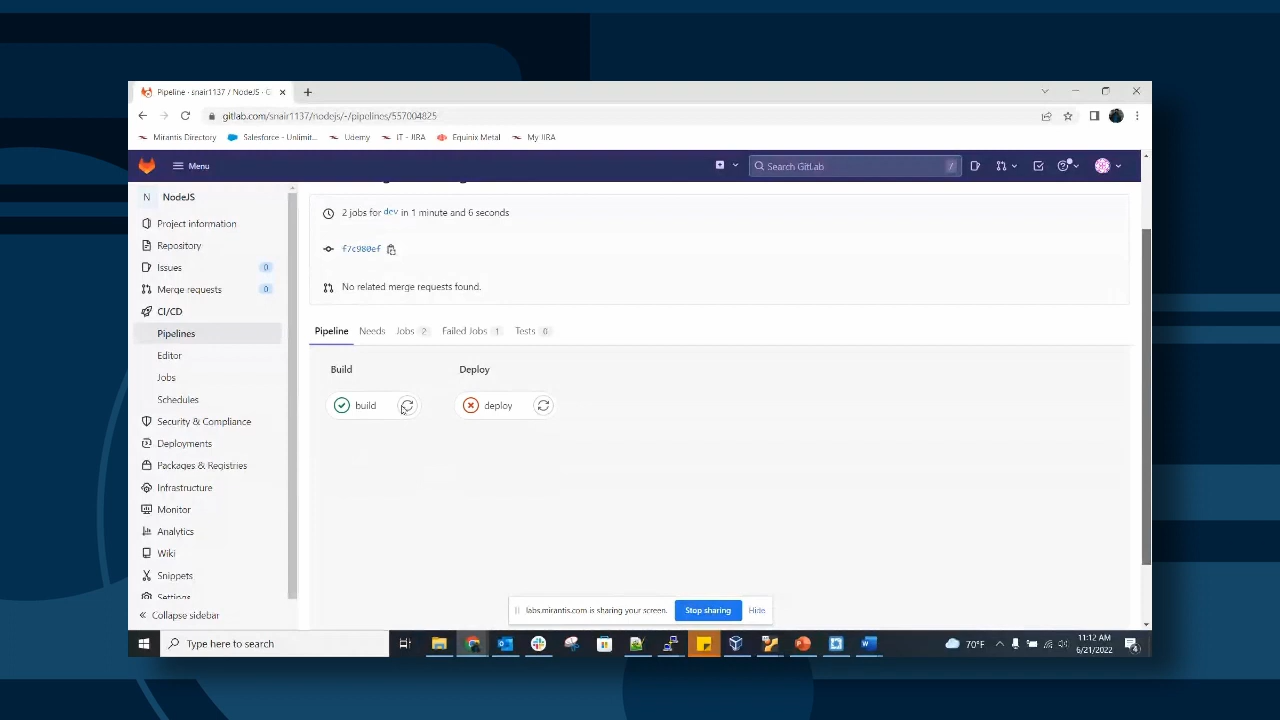 Pipeline · snair1137 / NodeJS · G
gitlab.com/snair1137/nodejs/-/pipelines/557004825
Mirantis Directory
Salesforce - Unlimit...
Udemy
IT - JIRA
Equinix Metal
My JIRA
Menu
Search GitLab
/
N NodeJS
Project information
Repository
Issues 0
Merge requests 0
CI/CD
Pipelines
Editor
Jobs
Schedules
Security & Compliance
Deployments
Packages & Registries
Infrastructure
Monitor
Analytics
Wiki
Snippets
Settings
Collapse sidebar
2 jobs for dev in 1 minute and 6 seconds
f7c980ef
No related merge requests found.
Pipeline Needs Jobs 2 Failed Jobs 1 Tests 0
Build Deploy
build deploy
labs.mirantis.com is sharing your screen. Stop sharing Hide
Type here to search
70°F
11:12 AM
6/21/2022
4